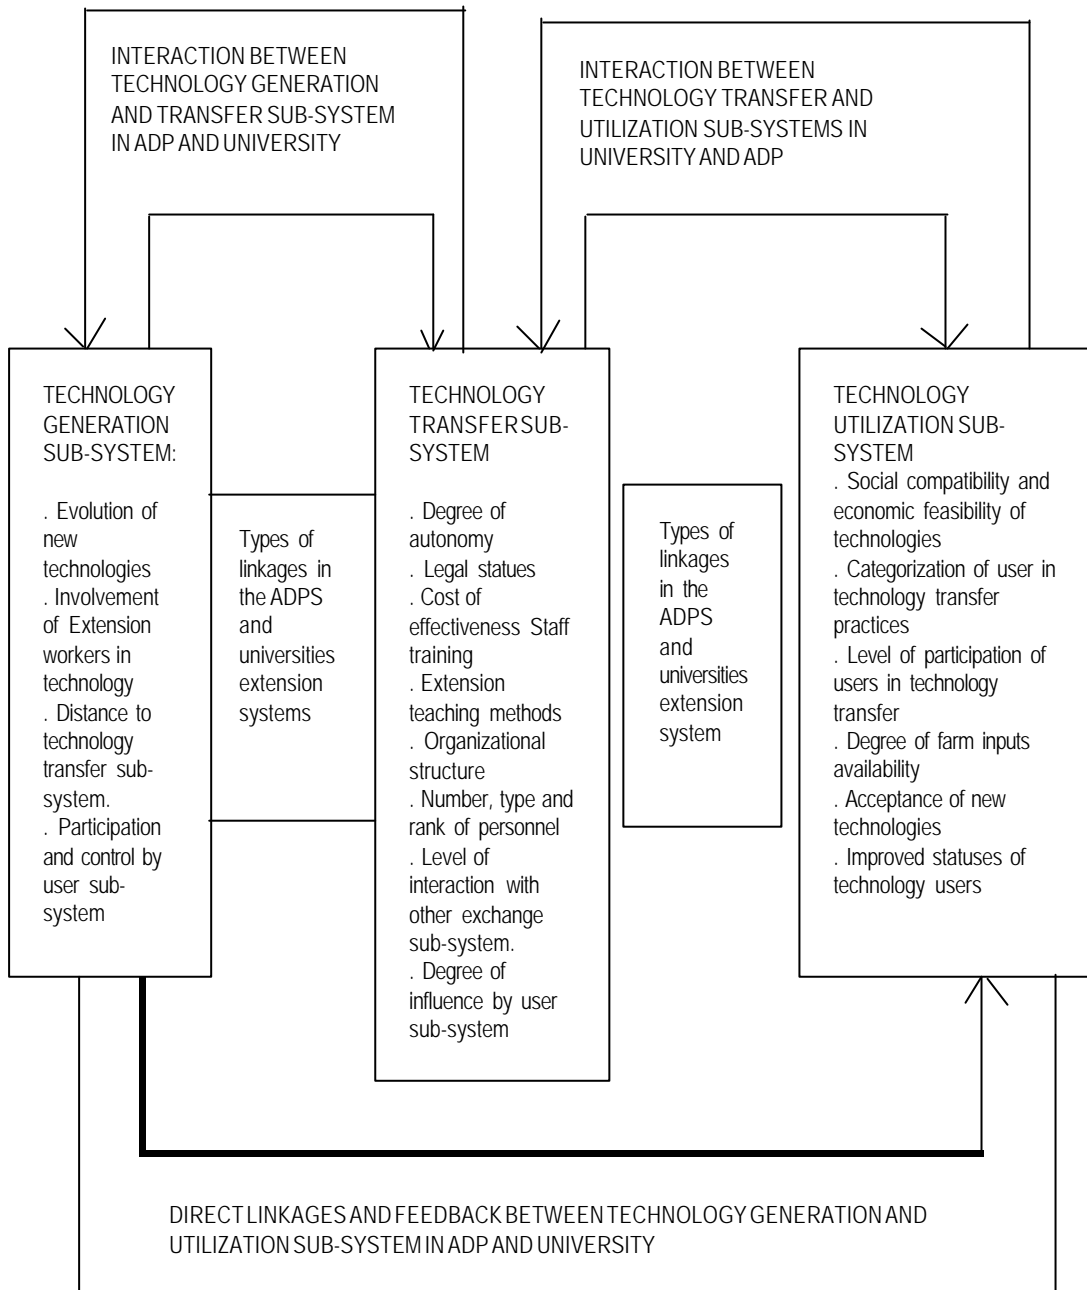 INTERACTION BETWEEN
TECHNOLOGY GENERATION
AND TRANSFER SUB-SYSTEM
IN ADP AND UNIVERSITY
INTERACTION BETWEEN
TECHNOLOGY TRANSFER AND
UTILIZATION SUB-SYSTEMS IN
UNIVERSITY AND ADP
TECHNOLOGY
GENERATION
SUB-SYSTEM:
. Evolution of
new
technologies
. Involvement
of Extension
workers in
technology
. Distance to
technology
transfer sub-
system.
. Participation
and control by
user sub-
system
Types of
linkages in
the ADPS
and
universities
extension
systems
TECHNOLOGY
TRANSFER SUB-
SYSTEM
. Degree of
autonomy
. Legal statues
. Cost of
effectiveness Staff
training
. Extension
teaching methods
. Organizational
structure
. Number, type and
rank of personnel
. Level of
interaction with
other exchange
sub-system.
. Degree of
influence by user
sub-system
Types of
linkages
in the
ADPS
and
universities
extension
system
TECHNOLOGY
UTILIZATION SUB-
SYSTEM
. Social compatibility and
economic feasibility of
technologies
. Categorization of user in
technology transfer
practices
. Level of participation of
users in technology
transfer
. Degree of farm inputs
availability
. Acceptance of new
technologies
. Improved statuses of
technology users
DIRECT LINKAGES AND FEEDBACK BETWEEN TECHNOLOGY GENERATION AND
UTILIZATION SUB-SYSTEM IN ADP AND UNIVERSITY